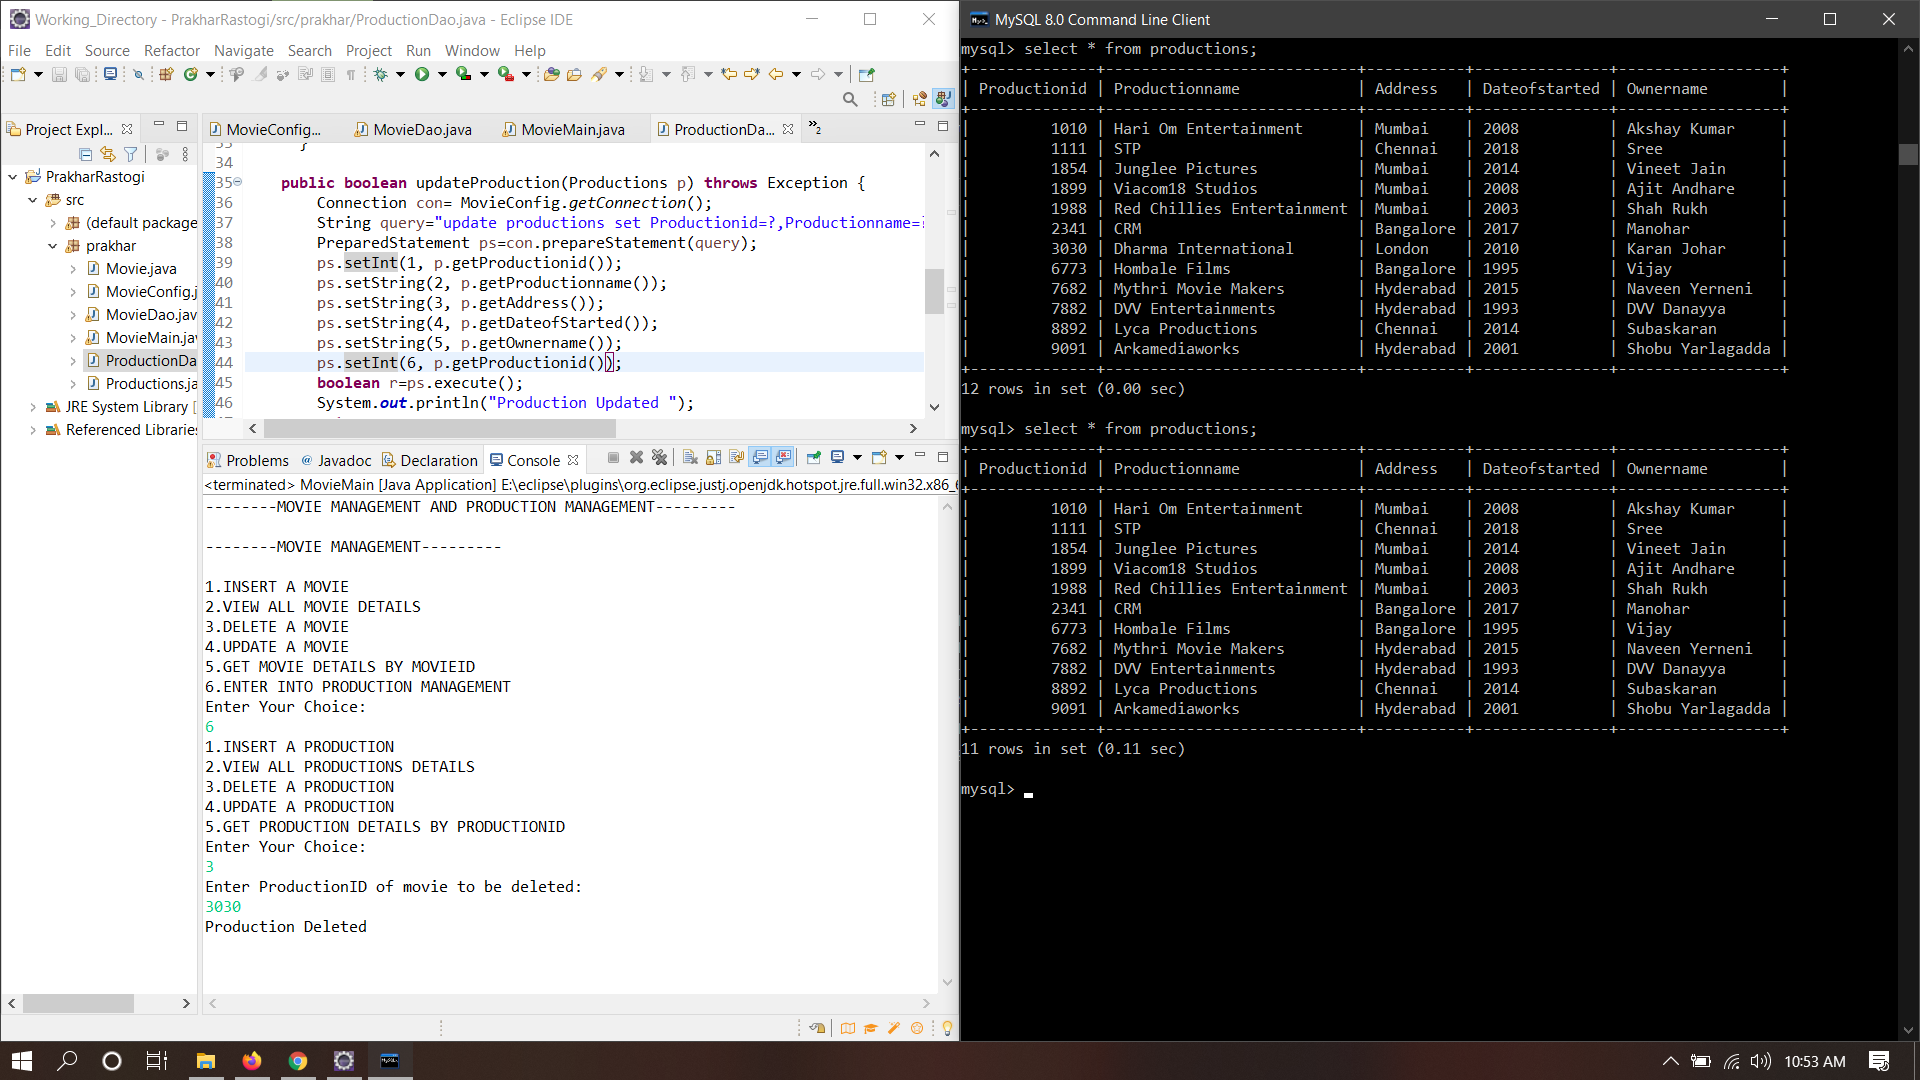 Working_Directory - PrakharRastogi/src/prakhar/ProductionDao.java - Eclipse IDE
File Edit Source Refactor Navigate Search Project Run Window Help
Project Expl...
PrakharRastogi
src
(default package
prakhar
Movie.java
MovieConfig.j
MovieDao.jav
MovieMain.jav
ProductionDa
Productions.ja
JRE System Library [
Referenced Libraries
MovieConfig... MovieDao.java MovieMain.java ProductionDa... »2
33 }
34
35 public boolean updateProduction(Productions p) throws Exception {
36 Connection con= MovieConfig.getConnection();
37 String query="update productions set Productionid=?,Productionname=?
38 PreparedStatement ps=con.prepareStatement(query);
39 ps.setInt(1, p.getProductionid());
40 ps.setString(2, p.getProductionname());
41 ps.setString(3, p.getAddress());
42 ps.setString(4, p.getDateofStarted());
43 ps.setString(5, p.getOwnername());
44 ps.setInt(6, p.getProductionid());
45 boolean r=ps.execute();
46 System.out.println("Production Updated ");
Problems @ Javadoc Declaration Console
<terminated> MovieMain [Java Application] E:\eclipse\plugins\org.eclipse.justj.openjdk.hotspot.jre.full.win32.x86_6
--------MOVIE MANAGEMENT AND PRODUCTION MANAGEMENT---------
--------MOVIE MANAGEMENT---------
1.INSERT A MOVIE
2.VIEW ALL MOVIE DETAILS
3.DELETE A MOVIE
4.UPDATE A MOVIE
5.GET MOVIE DETAILS BY MOVIEID
6.ENTER INTO PRODUCTION MANAGEMENT
Enter Your Choice:
6
1.INSERT A PRODUCTION
2.VIEW ALL PRODUCTIONS DETAILS
3.DELETE A PRODUCTION
4.UPDATE A PRODUCTION
5.GET PRODUCTION DETAILS BY PRODUCTIONID
Enter Your Choice:
3
Enter ProductionID of movie to be deleted:
3030
Production Deleted
MySQL 8.0 Command Line Client
mysql> select * from productions;
+--------------+---------------------------+-----------+---------------+------------------+
| Productionid | Productionname | Address | Dateofstarted | Ownername |
+--------------+---------------------------+-----------+---------------+------------------+
| 1010 | Hari Om Entertainment | Mumbai | 2008 | Akshay Kumar |
| 1111 | STP | Chennai | 2018 | Sree |
| 1854 | Junglee Pictures | Mumbai | 2014 | Vineet Jain |
| 1899 | Viacom18 Studios | Mumbai | 2008 | Ajit Andhare |
| 1988 | Red Chillies Entertainment | Mumbai | 2003 | Shah Rukh |
| 2341 | CRM | Bangalore | 2017 | Manohar |
| 3030 | Dharma International | London | 2010 | Karan Johar |
| 6773 | Hombale Films | Bangalore | 1995 | Vijay |
| 7682 | Mythri Movie Makers | Hyderabad | 2015 | Naveen Yerneni |
| 7882 | DVV Entertainments | Hyderabad | 1993 | DVV Danayya |
| 8892 | Lyca Productions | Chennai | 2014 | Subaskaran |
| 9091 | Arkamediaworks | Hyderabad | 2001 | Shobu Yarlagadda |
+--------------+---------------------------+-----------+---------------+------------------+
12 rows in set (0.00 sec)
mysql> select * from productions;
+--------------+---------------------------+-----------+---------------+------------------+
| Productionid | Productionname | Address | Dateofstarted | Ownername |
+--------------+---------------------------+-----------+---------------+------------------+
| 1010 | Hari Om Entertainment | Mumbai | 2008 | Akshay Kumar |
| 1111 | STP | Chennai | 2018 | Sree |
| 1854 | Junglee Pictures | Mumbai | 2014 | Vineet Jain |
| 1899 | Viacom18 Studios | Mumbai | 2008 | Ajit Andhare |
| 1988 | Red Chillies Entertainment | Mumbai | 2003 | Shah Rukh |
| 2341 | CRM | Bangalore | 2017 | Manohar |
| 6773 | Hombale Films | Bangalore | 1995 | Vijay |
| 7682 | Mythri Movie Makers | Hyderabad | 2015 | Naveen Yerneni |
| 7882 | DVV Entertainments | Hyderabad | 1993 | DVV Danayya |
| 8892 | Lyca Productions | Chennai | 2014 | Subaskaran |
| 9091 | Arkamediaworks | Hyderabad | 2001 | Shobu Yarlagadda |
+--------------+---------------------------+-----------+---------------+------------------+
11 rows in set (0.11 sec)
mysql>
10:53 AM